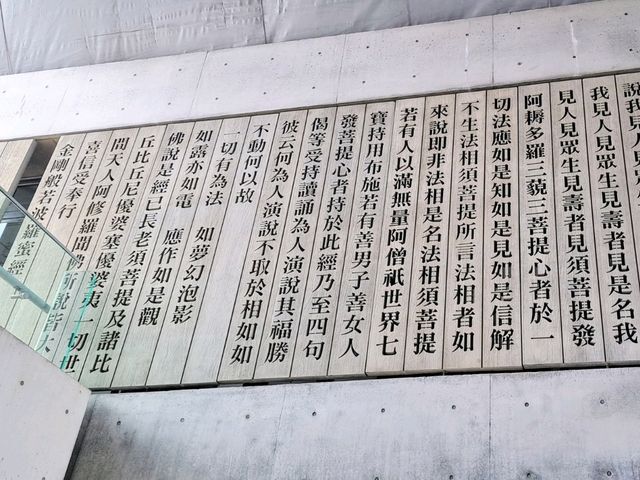 說我見人見眾生見
我見人見眾生見壽者見是名我
見人見眾生見壽者見須菩提發
阿耨多羅三藐三菩提心者於一
切法應如是知如是見如是信解
不生法相須菩提所言法相者如
來說即非法相是名法相須菩提
若有人以滿無量阿僧祇世界七
寶持用布施若有善男子善女人
發菩提心者持於此經乃至四句
偈等受持讀誦為人演說其福勝
彼云何為人演說不取於相如如
不動何以故
一切有為法 如夢幻泡影
如露亦如電 應作如是觀
佛說是經已長老須菩提及諸比
丘比丘尼優婆塞優婆夷一切世
間天人阿修羅聞佛所說皆大
喜信受奉行
金剛般若波羅蜜經